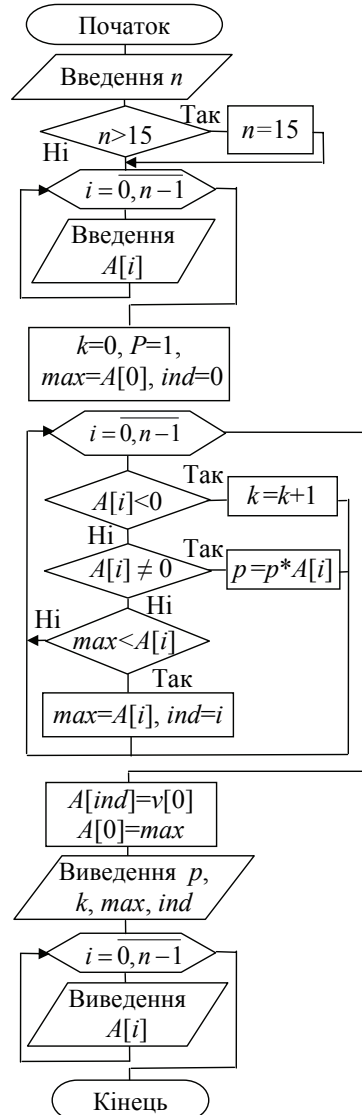 Початок
Введення n
n>15
Так
n=15
Ні
i = 0, n−1
Введення
A[i]
k=0, P=1,
max=A[0], ind=0
i = 0, n−1
A[i]<0
Так
k=k+1
Ні
A[i] ≠ 0
Так
p=p*A[i]
Ні
Ні
max<A[i]
Так
max=A[i], ind=i
A[ind]=v[0]
A[0]=max
Виведення p,
k, max, ind
i = 0, n−1
Виведення
A[i]
Кінець